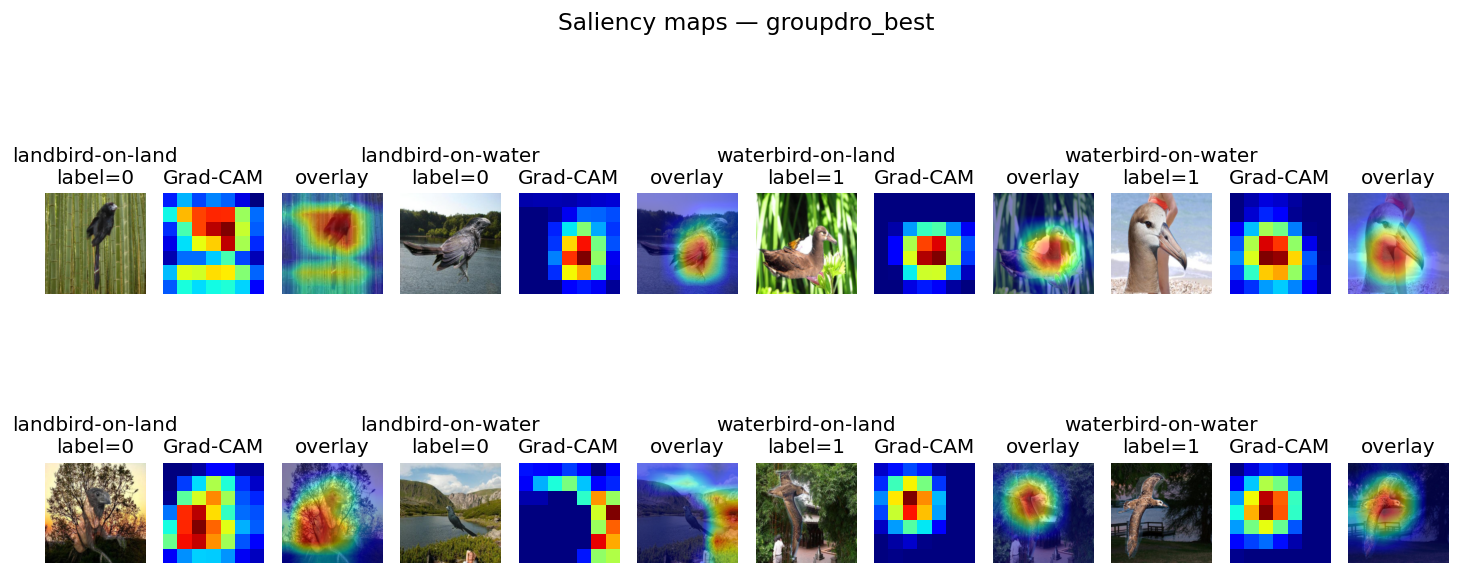 Saliency maps — groupdro_best
landbird-on-land landbird-on-water waterbird-on-land waterbird-on-water
label=0 Grad-CAM overlay label=0 Grad-CAM overlay label=1 Grad-CAM overlay label=1 Grad-CAM overlay
landbird-on-land landbird-on-water waterbird-on-land waterbird-on-water
label=0 Grad-CAM overlay label=0 Grad-CAM overlay label=1 Grad-CAM overlay label=1 Grad-CAM overlay